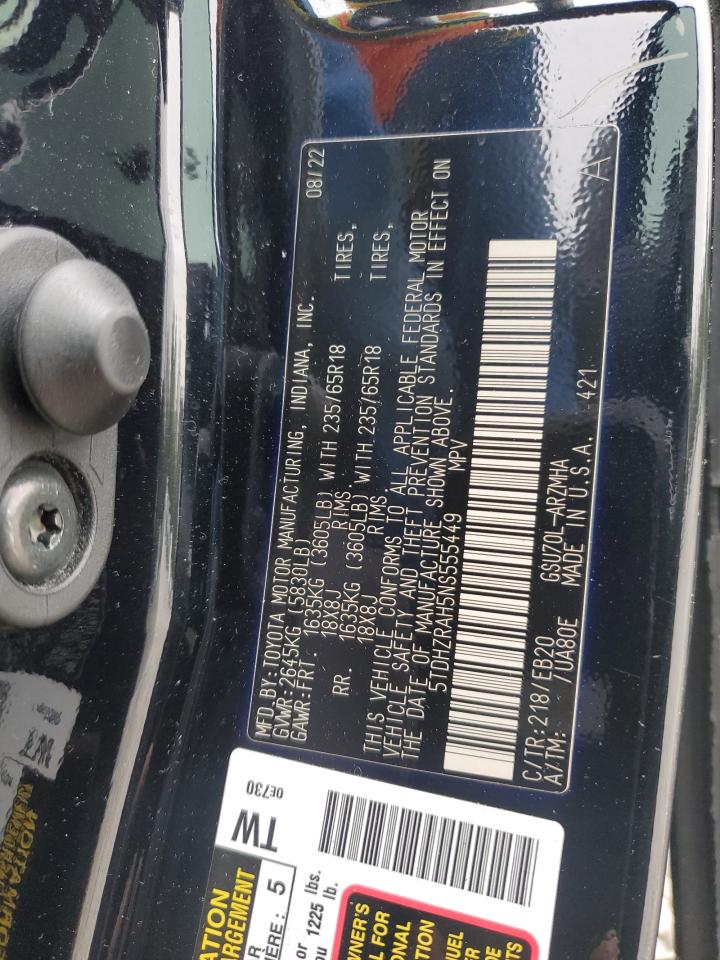 MFD.BY:TOYOTA MOTOR MANUFACTURING, INDIANA, INC. 08/22
GVWR:2645KG (5830LB)
GAWR:FRT. 1635KG (3605LB) WITH 235/65R18 TIRES,
18X8J RIMS
RR. 1635KG (3605LB) WITH 235/65R18 TIRES,
18X8J RIMS
THIS VEHICLE CONFORMS TO ALL APPLICABLE FEDERAL MOTOR
VEHICLE SAFETY AND THEFT PREVENTION STANDARDS IN EFFECT ON
THE DATE OF MANUFACTURE SHOWN ABOVE.
5TDHZRAH5NS555449 MPV
C/TR:218/EB20 GSU70L-ARZMHA 421
A/TM: /UA80E MADE IN U.S.A.
A
TW
0E730
ARGEMENT
5
or 1225 lbs.
lb.